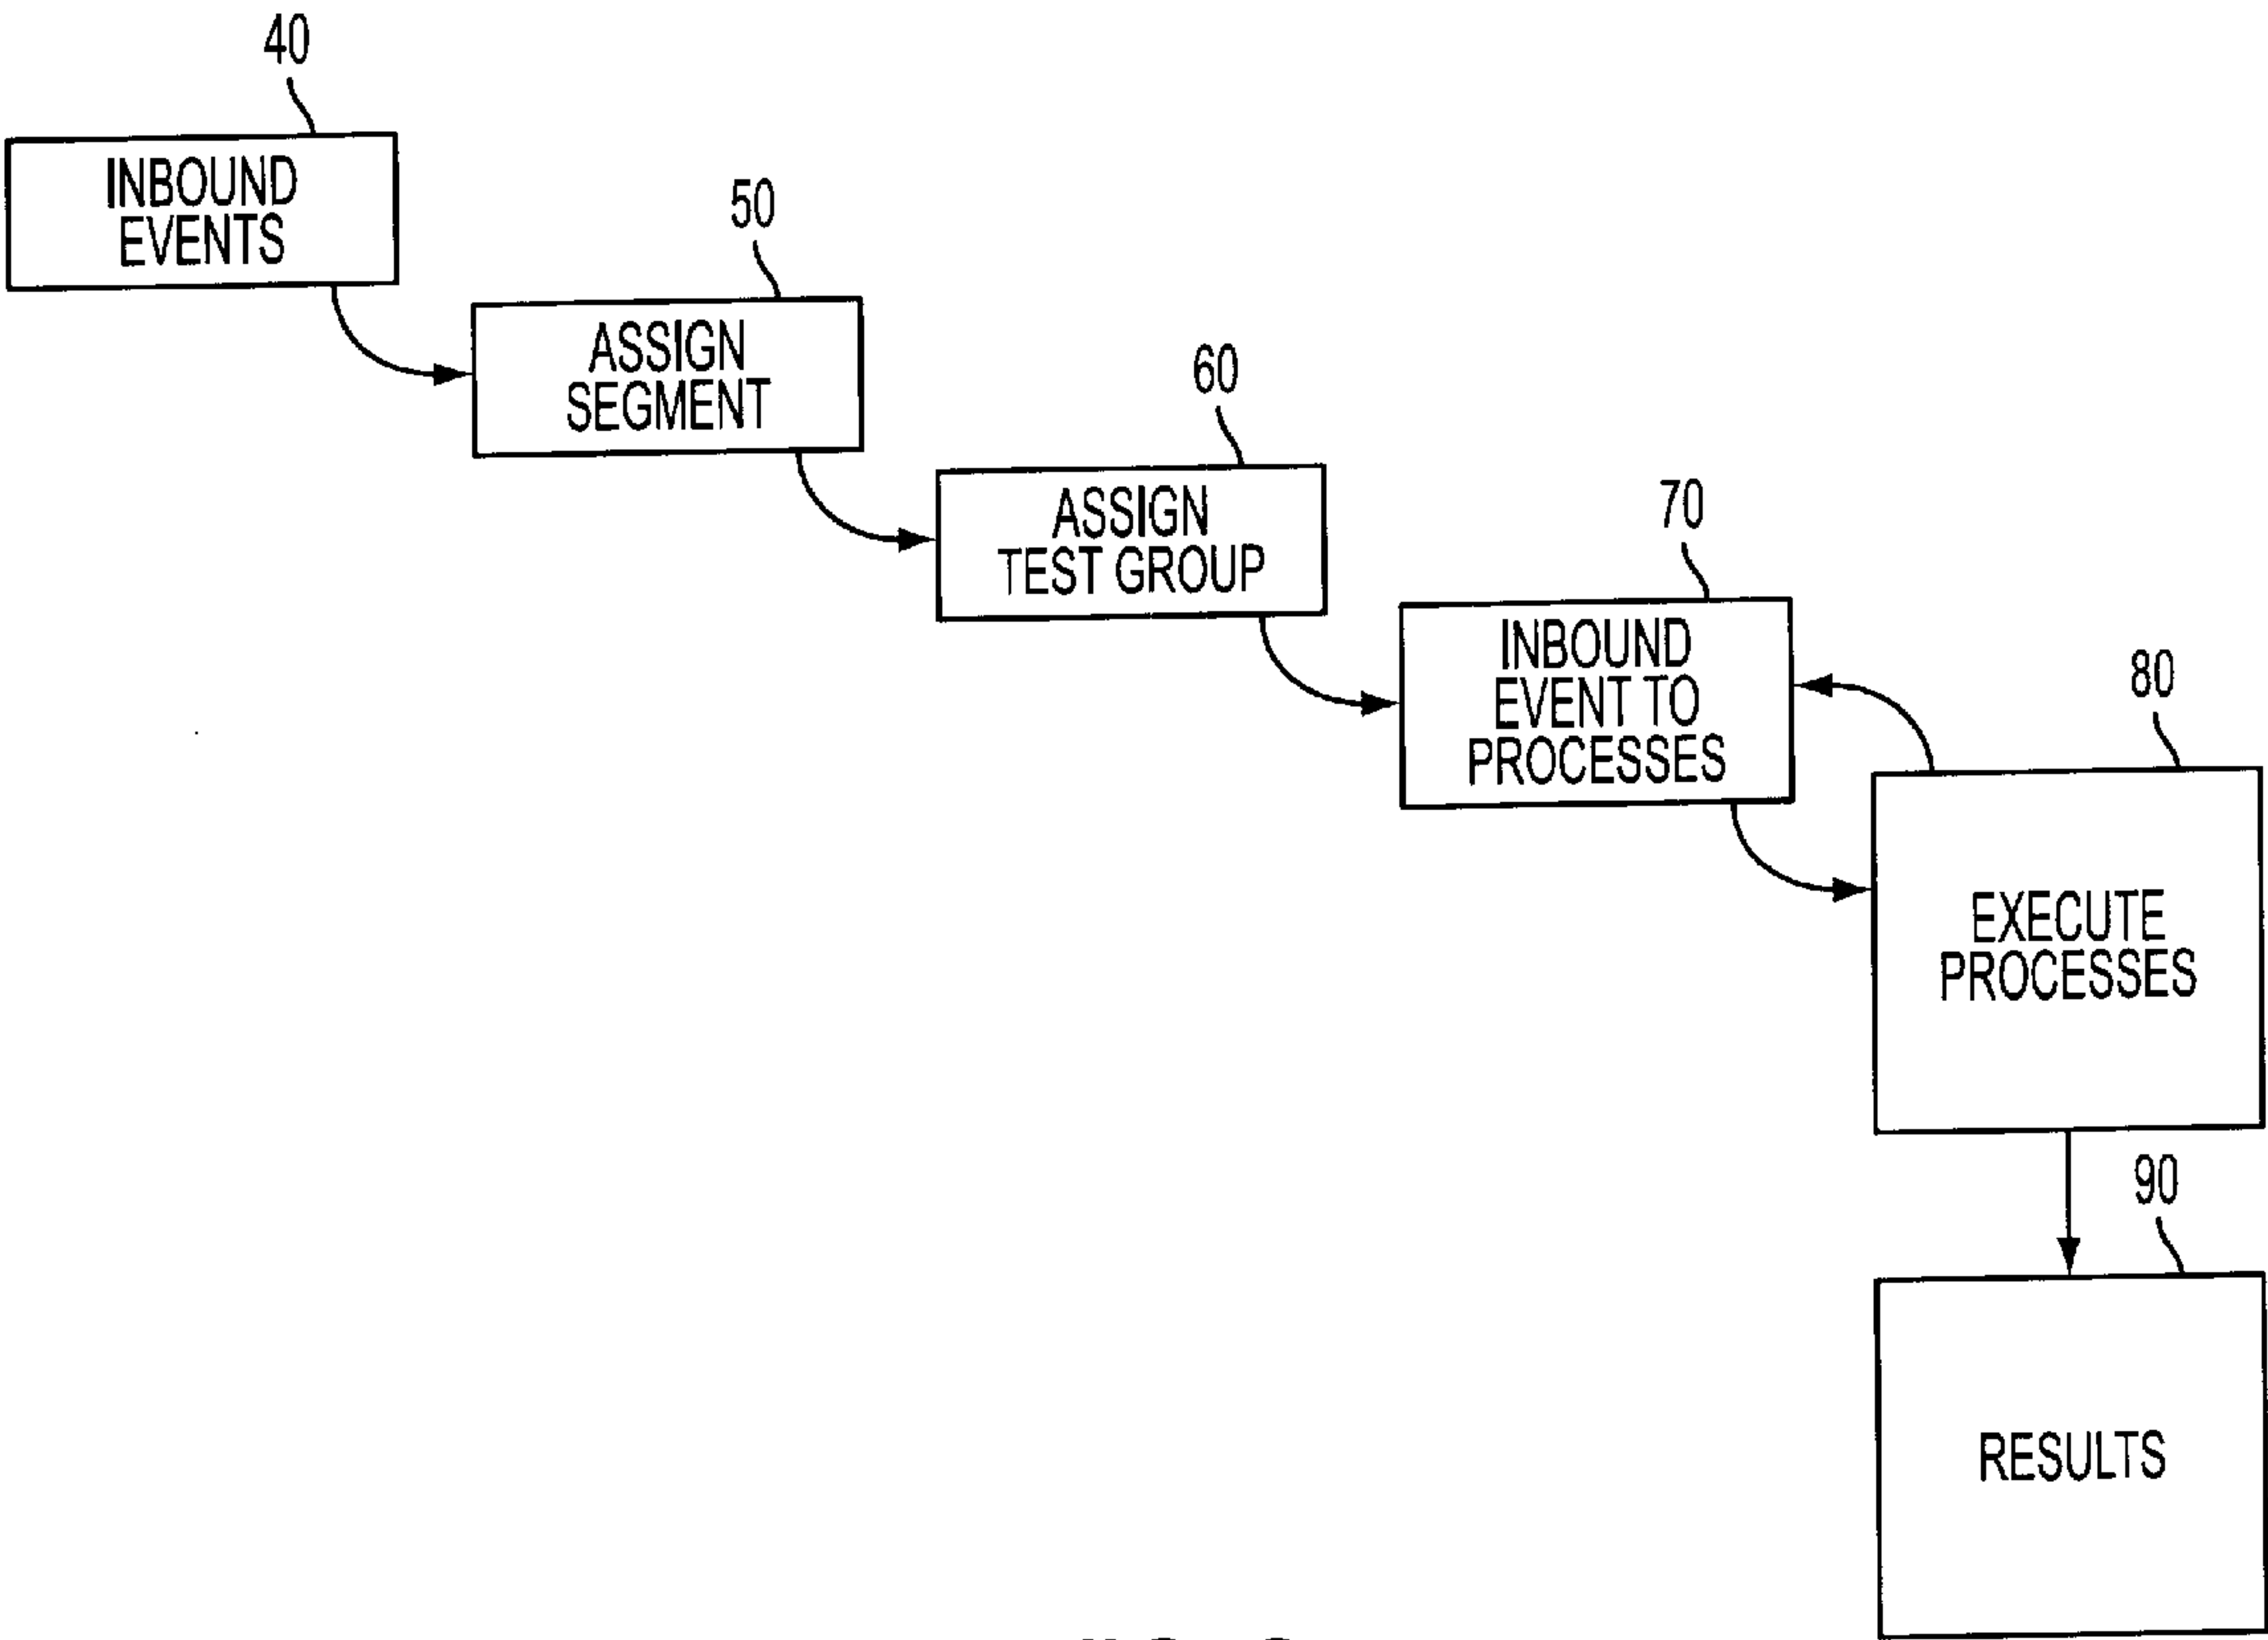 40
INBOUND
EVENTS
50
ASSIGN
SEGMENT
60
ASSIGN
TEST GROUP
70
INBOUND
EVENT TO
PROCESSES
80
EXECUTE
PROCESSES
90
RESULTS